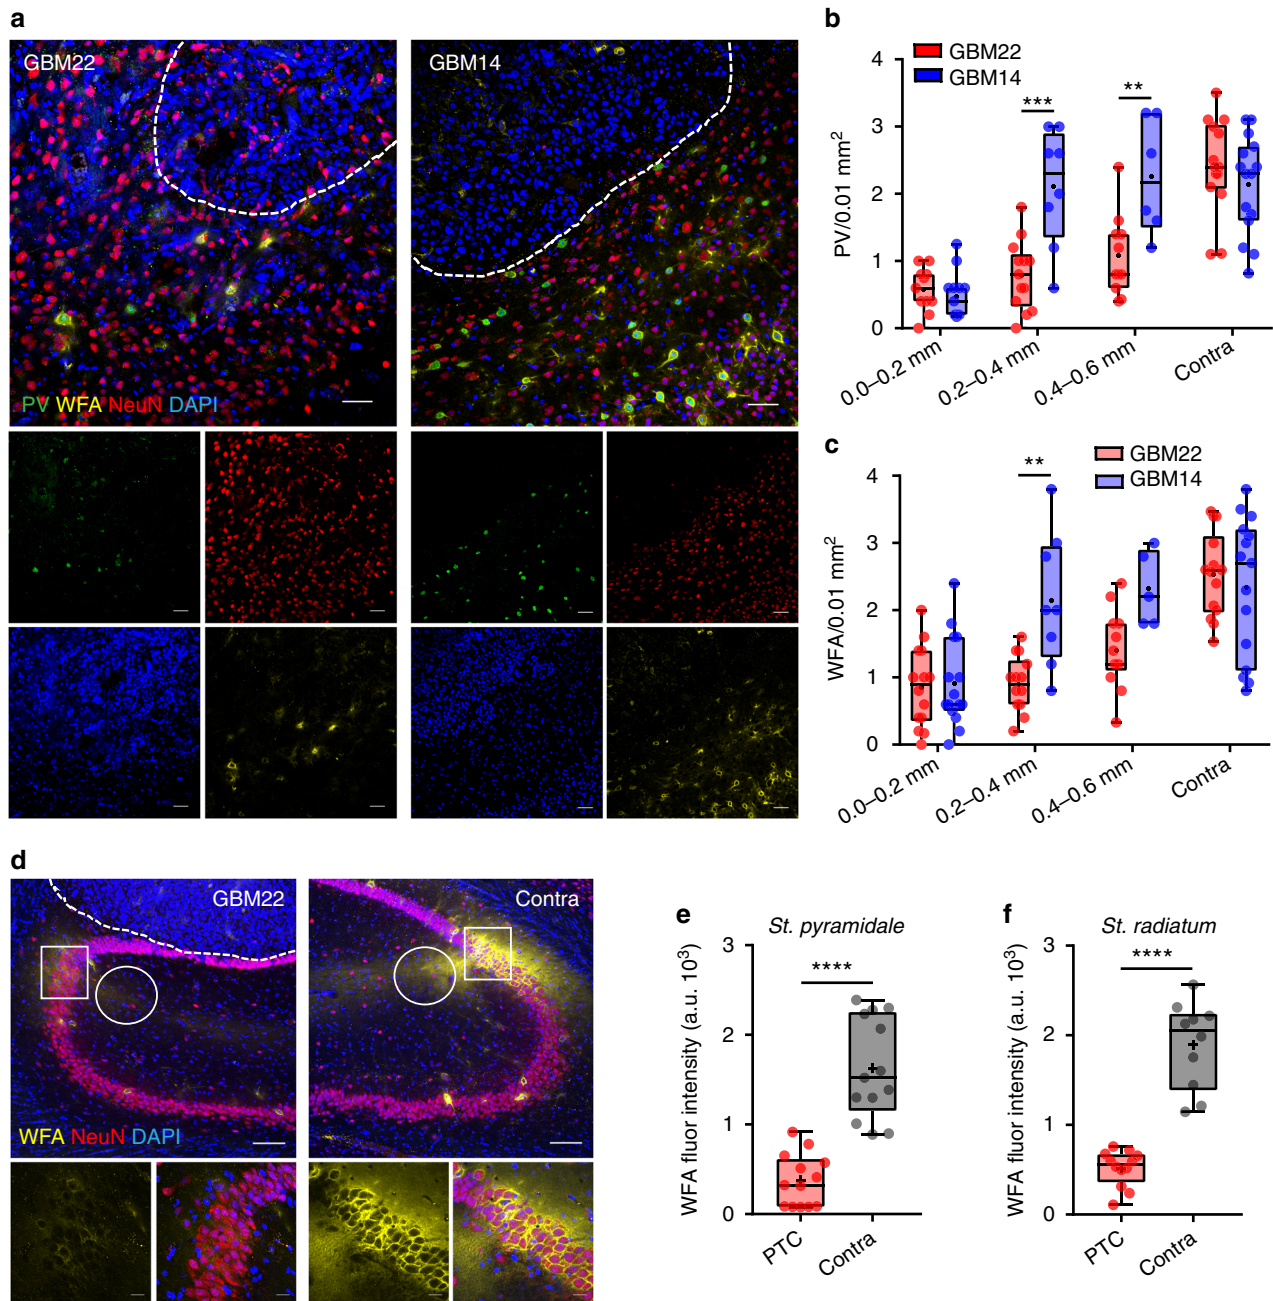 a
GBM22
GBM14
PV WFA NeuN DAPI
b
GBM22
GBM14
PV/0.01 mm²
4
3
2
1
0
***
**
0.0–0.2 mm
0.2–0.4 mm
0.4–0.6 mm
Contra
c
GBM22
GBM14
WFA/0.01 mm²
4
3
2
1
0
**
0.0–0.2 mm
0.2–0.4 mm
0.4–0.6 mm
Contra
d
GBM22
Contra
WFA NeuN DAPI
e
St. pyramidale
WFA fluor intensity (a.u. 10³)
3
2
1
0
****
PTC
Contra
f
St. radiatum
WFA fluor intensity (a.u. 10³)
3
2
1
0
****
PTC
Contra